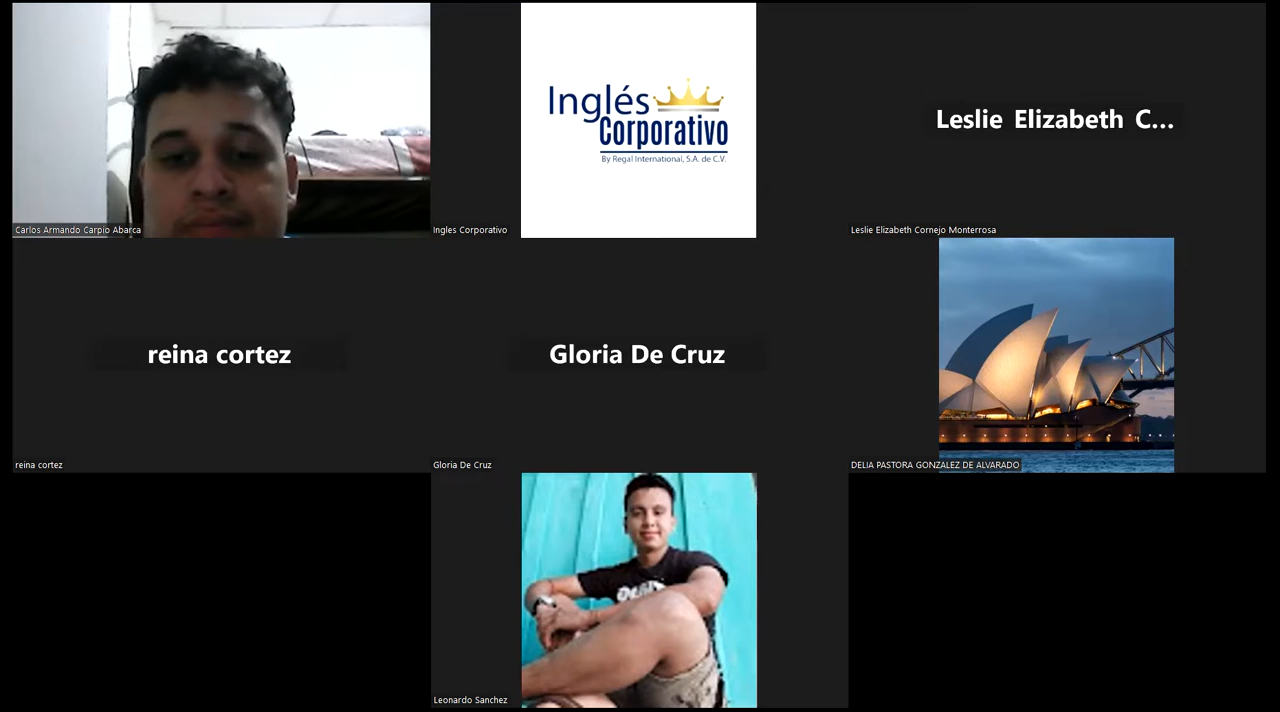 Inglés
Corporativo
By Regal International, S.A. de C.V.
Leslie Elizabeth C...
Carlos Armando Carpio Abarca
Ingles Corporativo
Leslie Elizabeth Cornejo Monterrosa
reina cortez
Gloria De Cruz
reina cortez
Gloria De Cruz
DELIA PASTORA GONZALEZ DE ALVARADO
Leonardo Sanchez